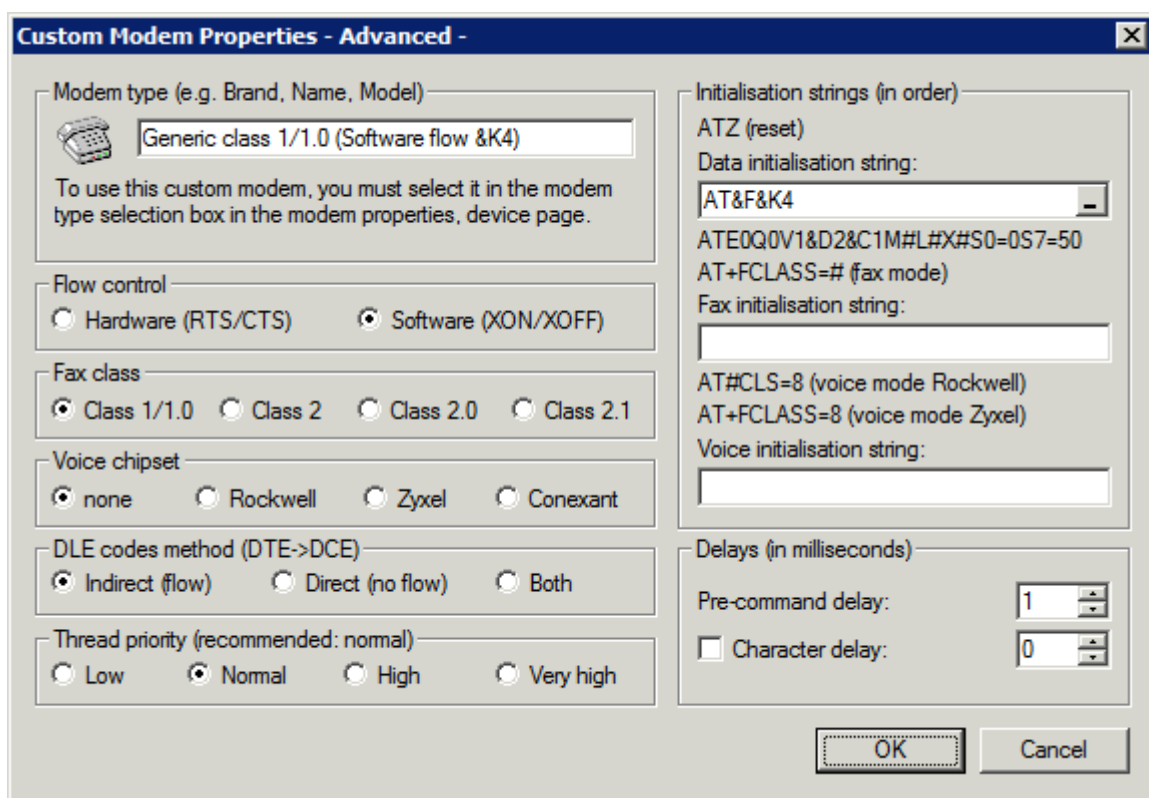 Custom Modem Properties - Advanced -
Modem type (e.g. Brand, Name, Model)
Generic class 1/1.0 (Software flow &K4)
To use this custom modem, you must select it in the modem
type selection box in the modem properties, device page.
Flow control
Hardware (RTS/CTS) Software (XON/XOFF)
Fax class
Class 1/1.0 Class 2 Class 2.0 Class 2.1
Voice chipset
none Rockwell Zyxel Conexant
DLE codes method (DTE->DCE)
Indirect (flow) Direct (no flow) Both
Thread priority (recommended: normal)
Low Normal High Very high
Initialisation strings (in order)
ATZ (reset)
Data initialisation string:
AT&F&K4
ATE0Q0V1&D2&C1M#L#X#S0=0S7=50
AT+FCLASS=# (fax mode)
Fax initialisation string:
AT#CLS=8 (voice mode Rockwell)
AT+FCLASS=8 (voice mode Zyxel)
Voice initialisation string:
Delays (in milliseconds)
Pre-command delay: 1
Character delay: 0
OK Cancel